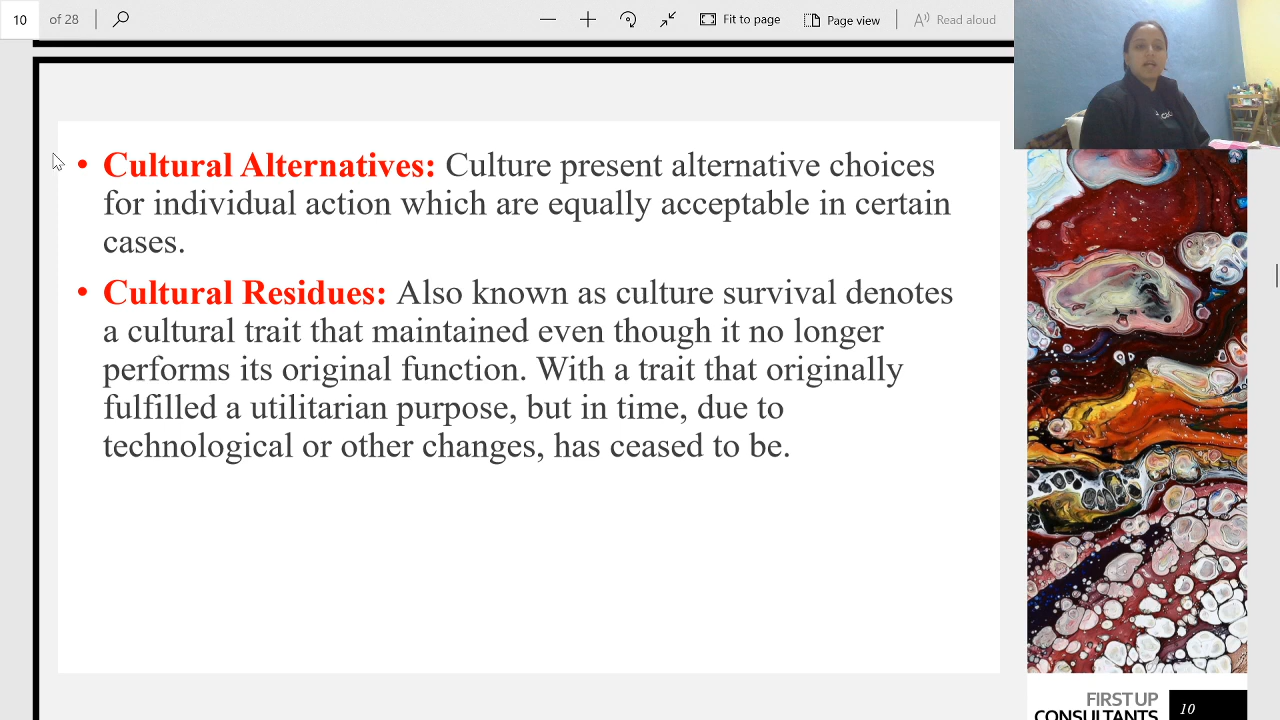 10 of 28 Fit to page Page view Read aloud
• Cultural Alternatives: Culture present alternative choices
for individual action which are equally acceptable in certain
cases.
• Cultural Residues: Also known as culture survival denotes
a cultural trait that maintained even though it no longer
performs its original function. With a trait that originally
fulfilled a utilitarian purpose, but in time, due to
technological or other changes, has ceased to be.
FIRST UP
CONSULTANTS
10